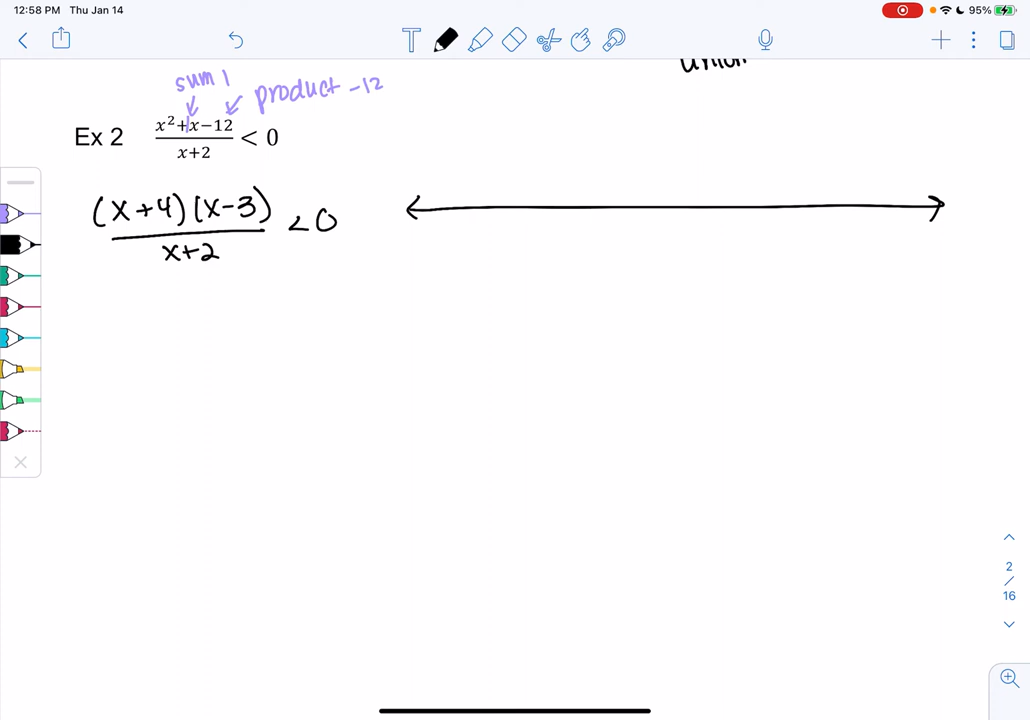 12:58 PM Thu Jan 14
95%
T
union
sum 1
product -12
Ex 2 x²+x−12 / x+2 < 0
(x+4)(x-3) / x+2 < 0
2
/
16